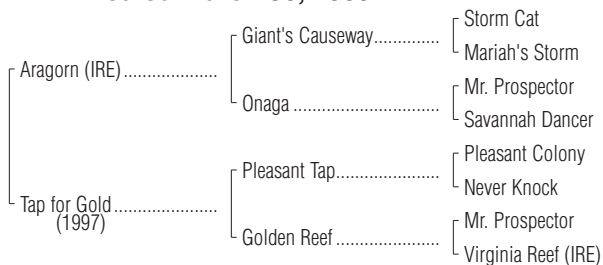 Storm Cat
Giant's Causeway..............
Mariah's Storm
Aragorn (IRE)....................
Mr. Prospector
Onaga ...............................
Savannah Dancer
Pleasant Colony
Pleasant Tap......................
Never Knock
Tap for Gold......................
(1997)
Mr. Prospector
Golden Reef ......................
Virginia Reef (IRE)